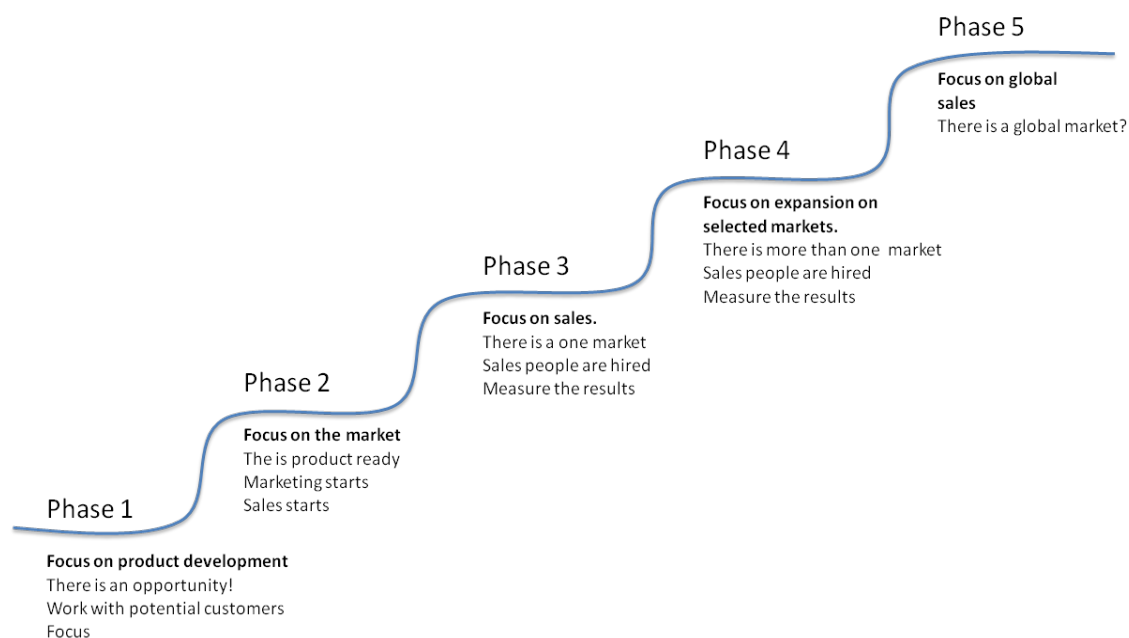 Phase 5
Focus on global
sales
There is a global market?
Phase 4
Focus on expansion on
selected markets.
There is more than one market
Sales people are hired
Measure the results
Phase 3
Focus on sales.
There is a one market
Sales people are hired
Measure the results
Phase 2
Focus on the market
The is product ready
Marketing starts
Sales starts
Phase 1
Focus on product development
There is an opportunity!
Work with potential customers
Focus